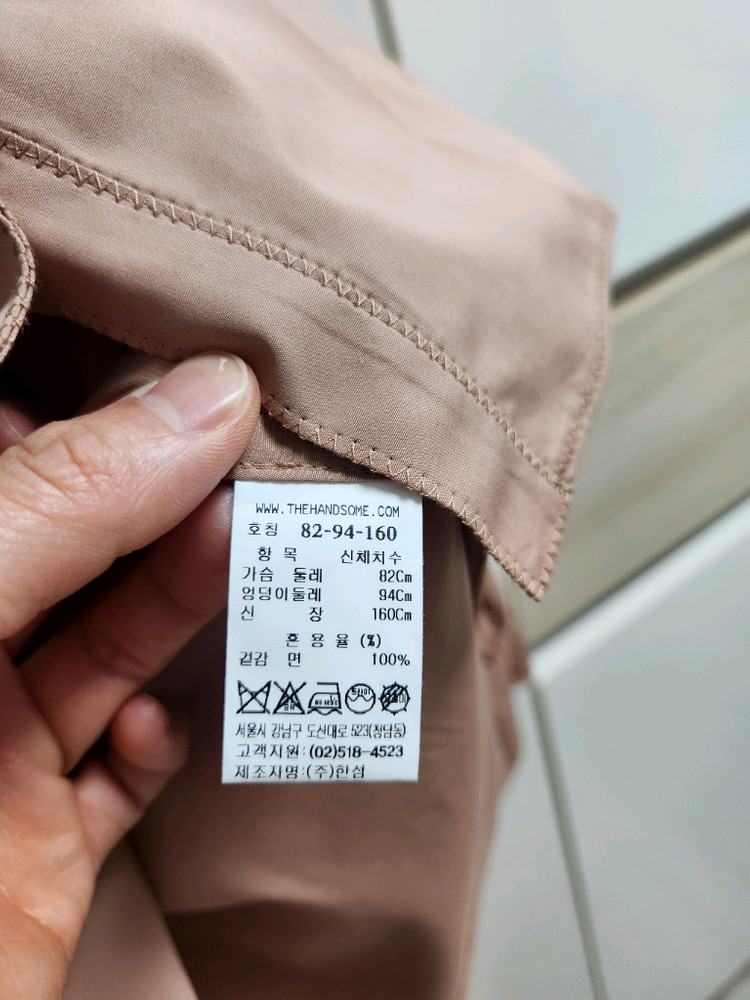 WWW.THEHANDSOME.COM
호칭 82-94-160
항 목 신체치수
가슴 둘레 82Cm
엉덩이둘레 94Cm
신 장 160Cm
혼 용 율 (%)
겉감 면 100%
서울시 강남구 도산대로 523(청담동)
고객지원:(02)518-4523
제조자명:(주)한섬